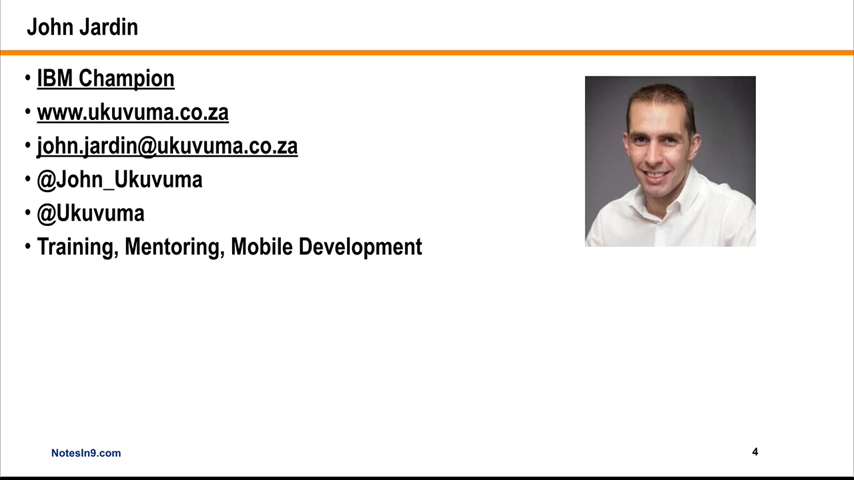 John Jardin
• IBM Champion
• www.ukuvuma.co.za
• john.jardin@ukuvuma.co.za
• @John_Ukuvuma
• @Ukuvuma
• Training, Mentoring, Mobile Development
NotesIn9.com
4